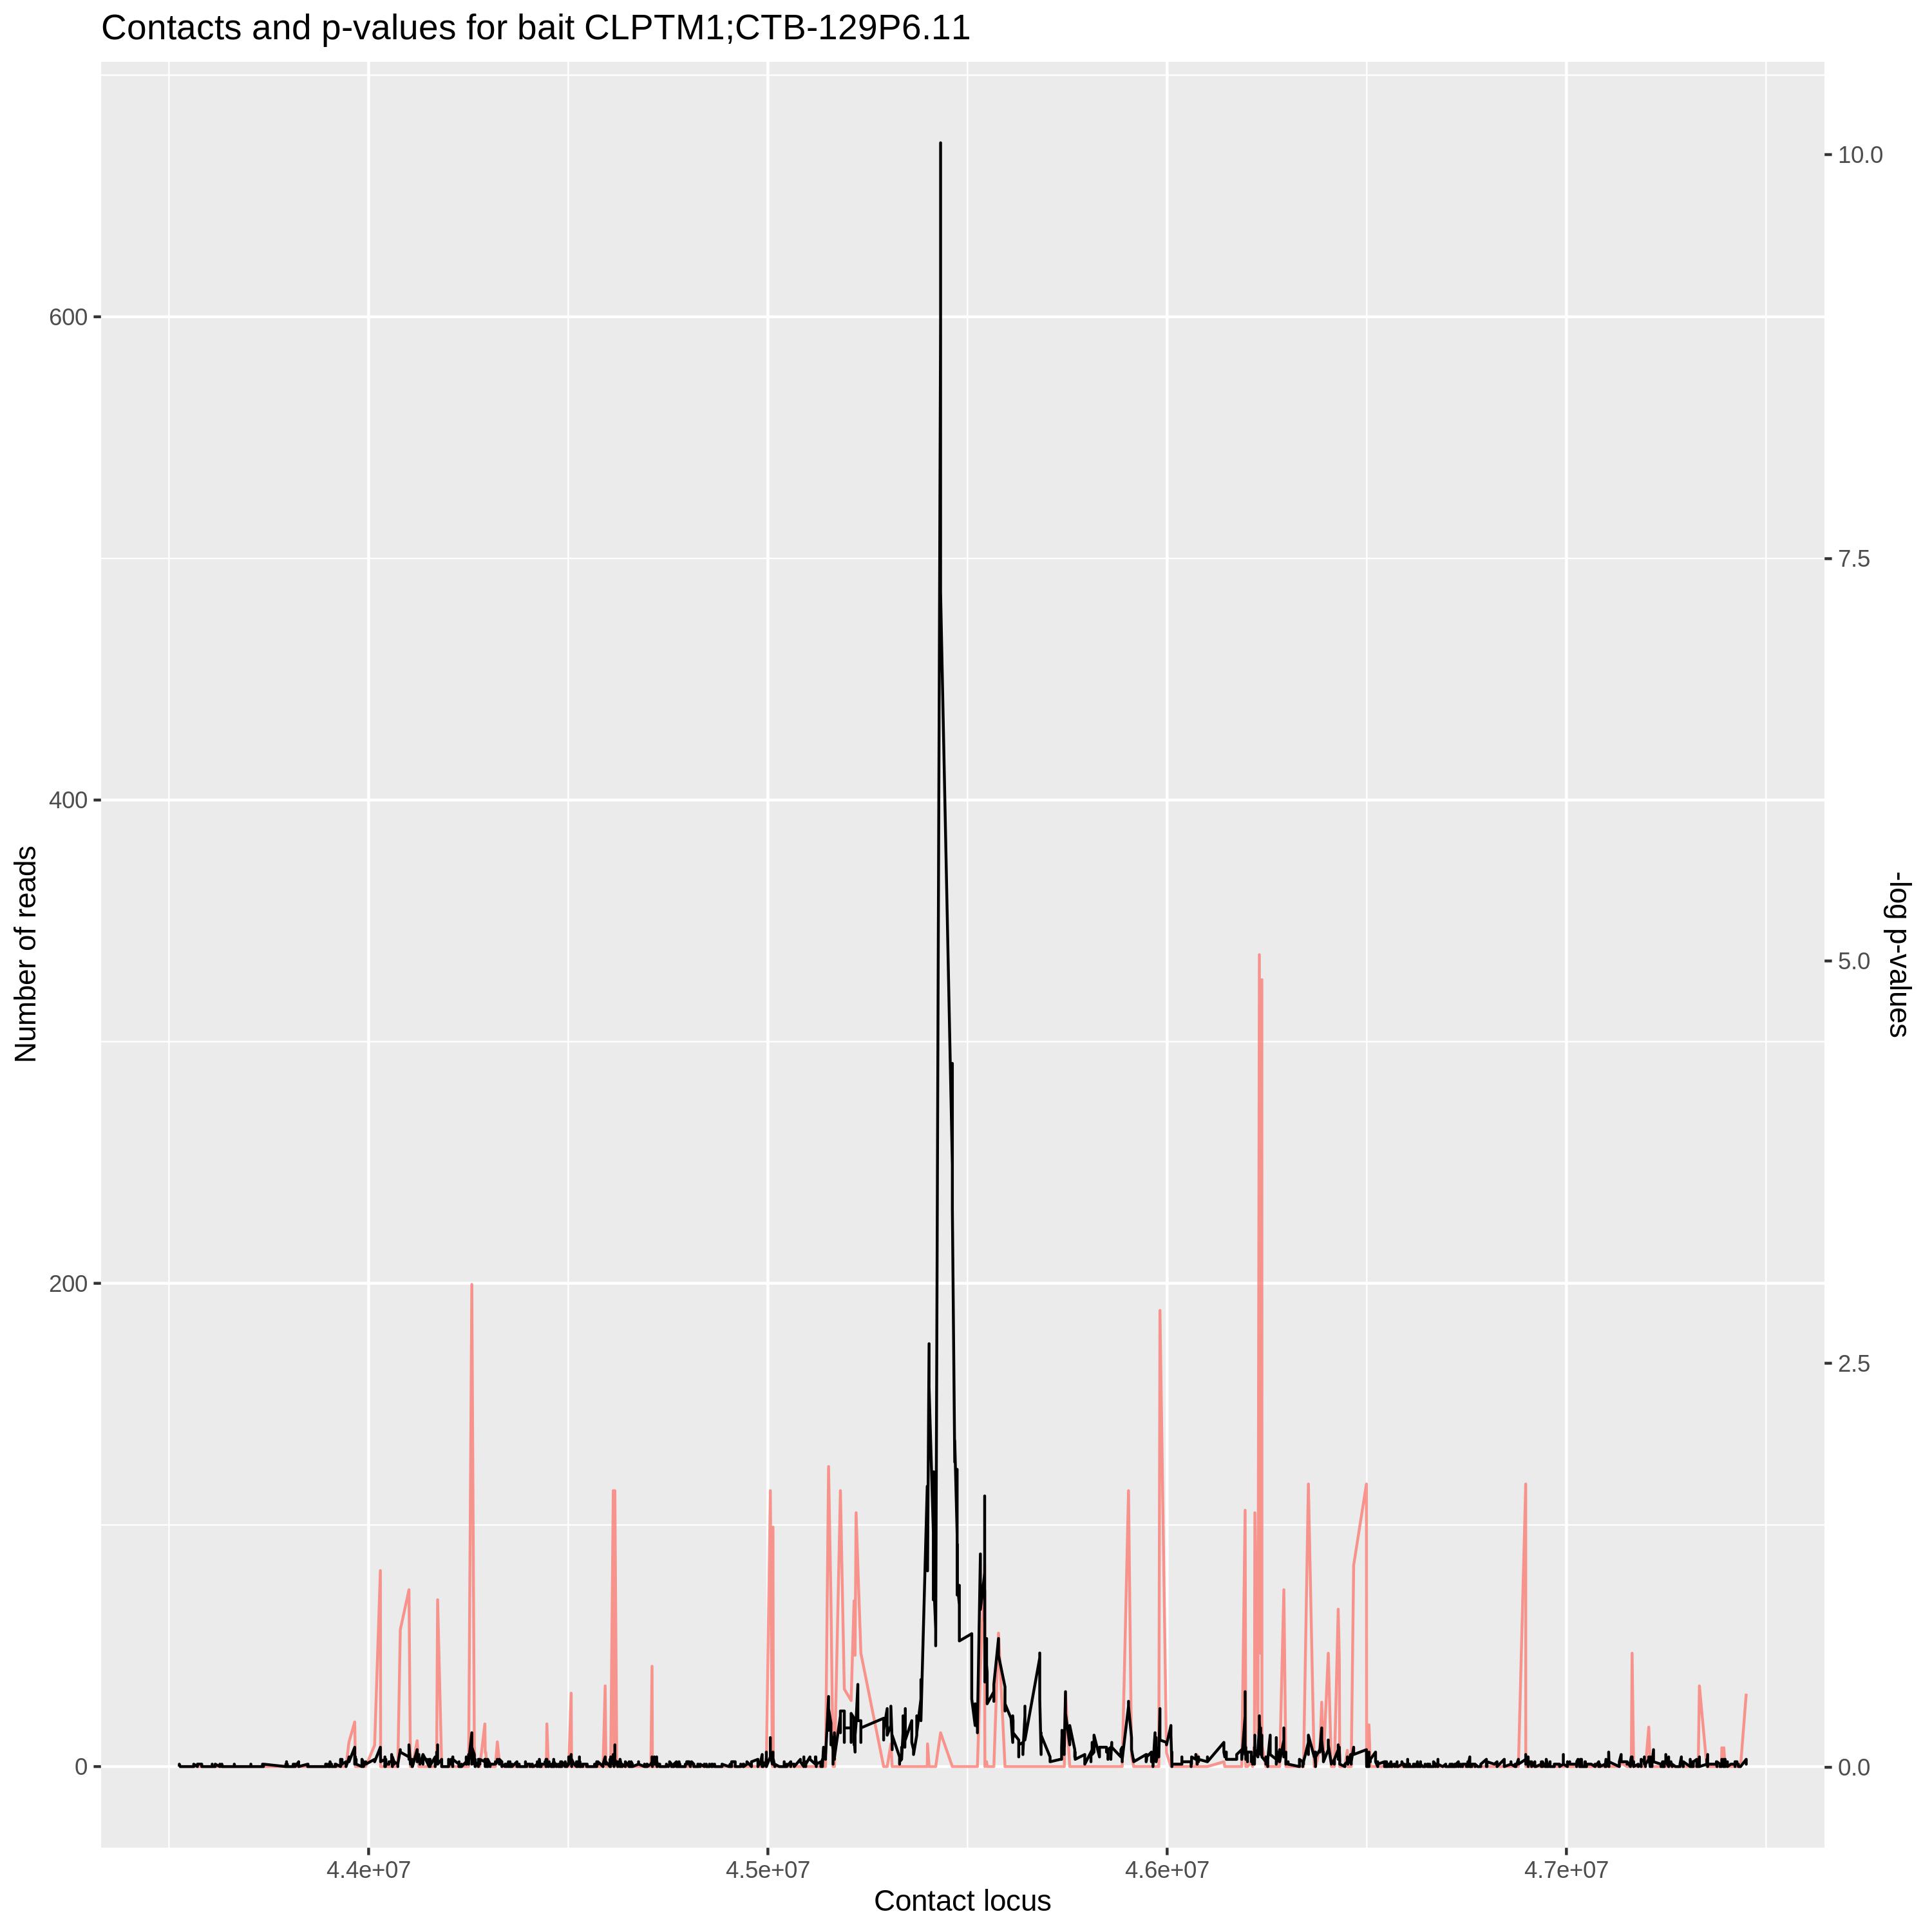 Contacts and p-values for bait CLPTM1;CTB-129P6.11
10.0
600
7.5
400
Number of reads
5.0
-log p-values
200
2.5
0
0.0
4.4e+07
4.5e+07
4.6e+07
4.7e+07
Contact locus